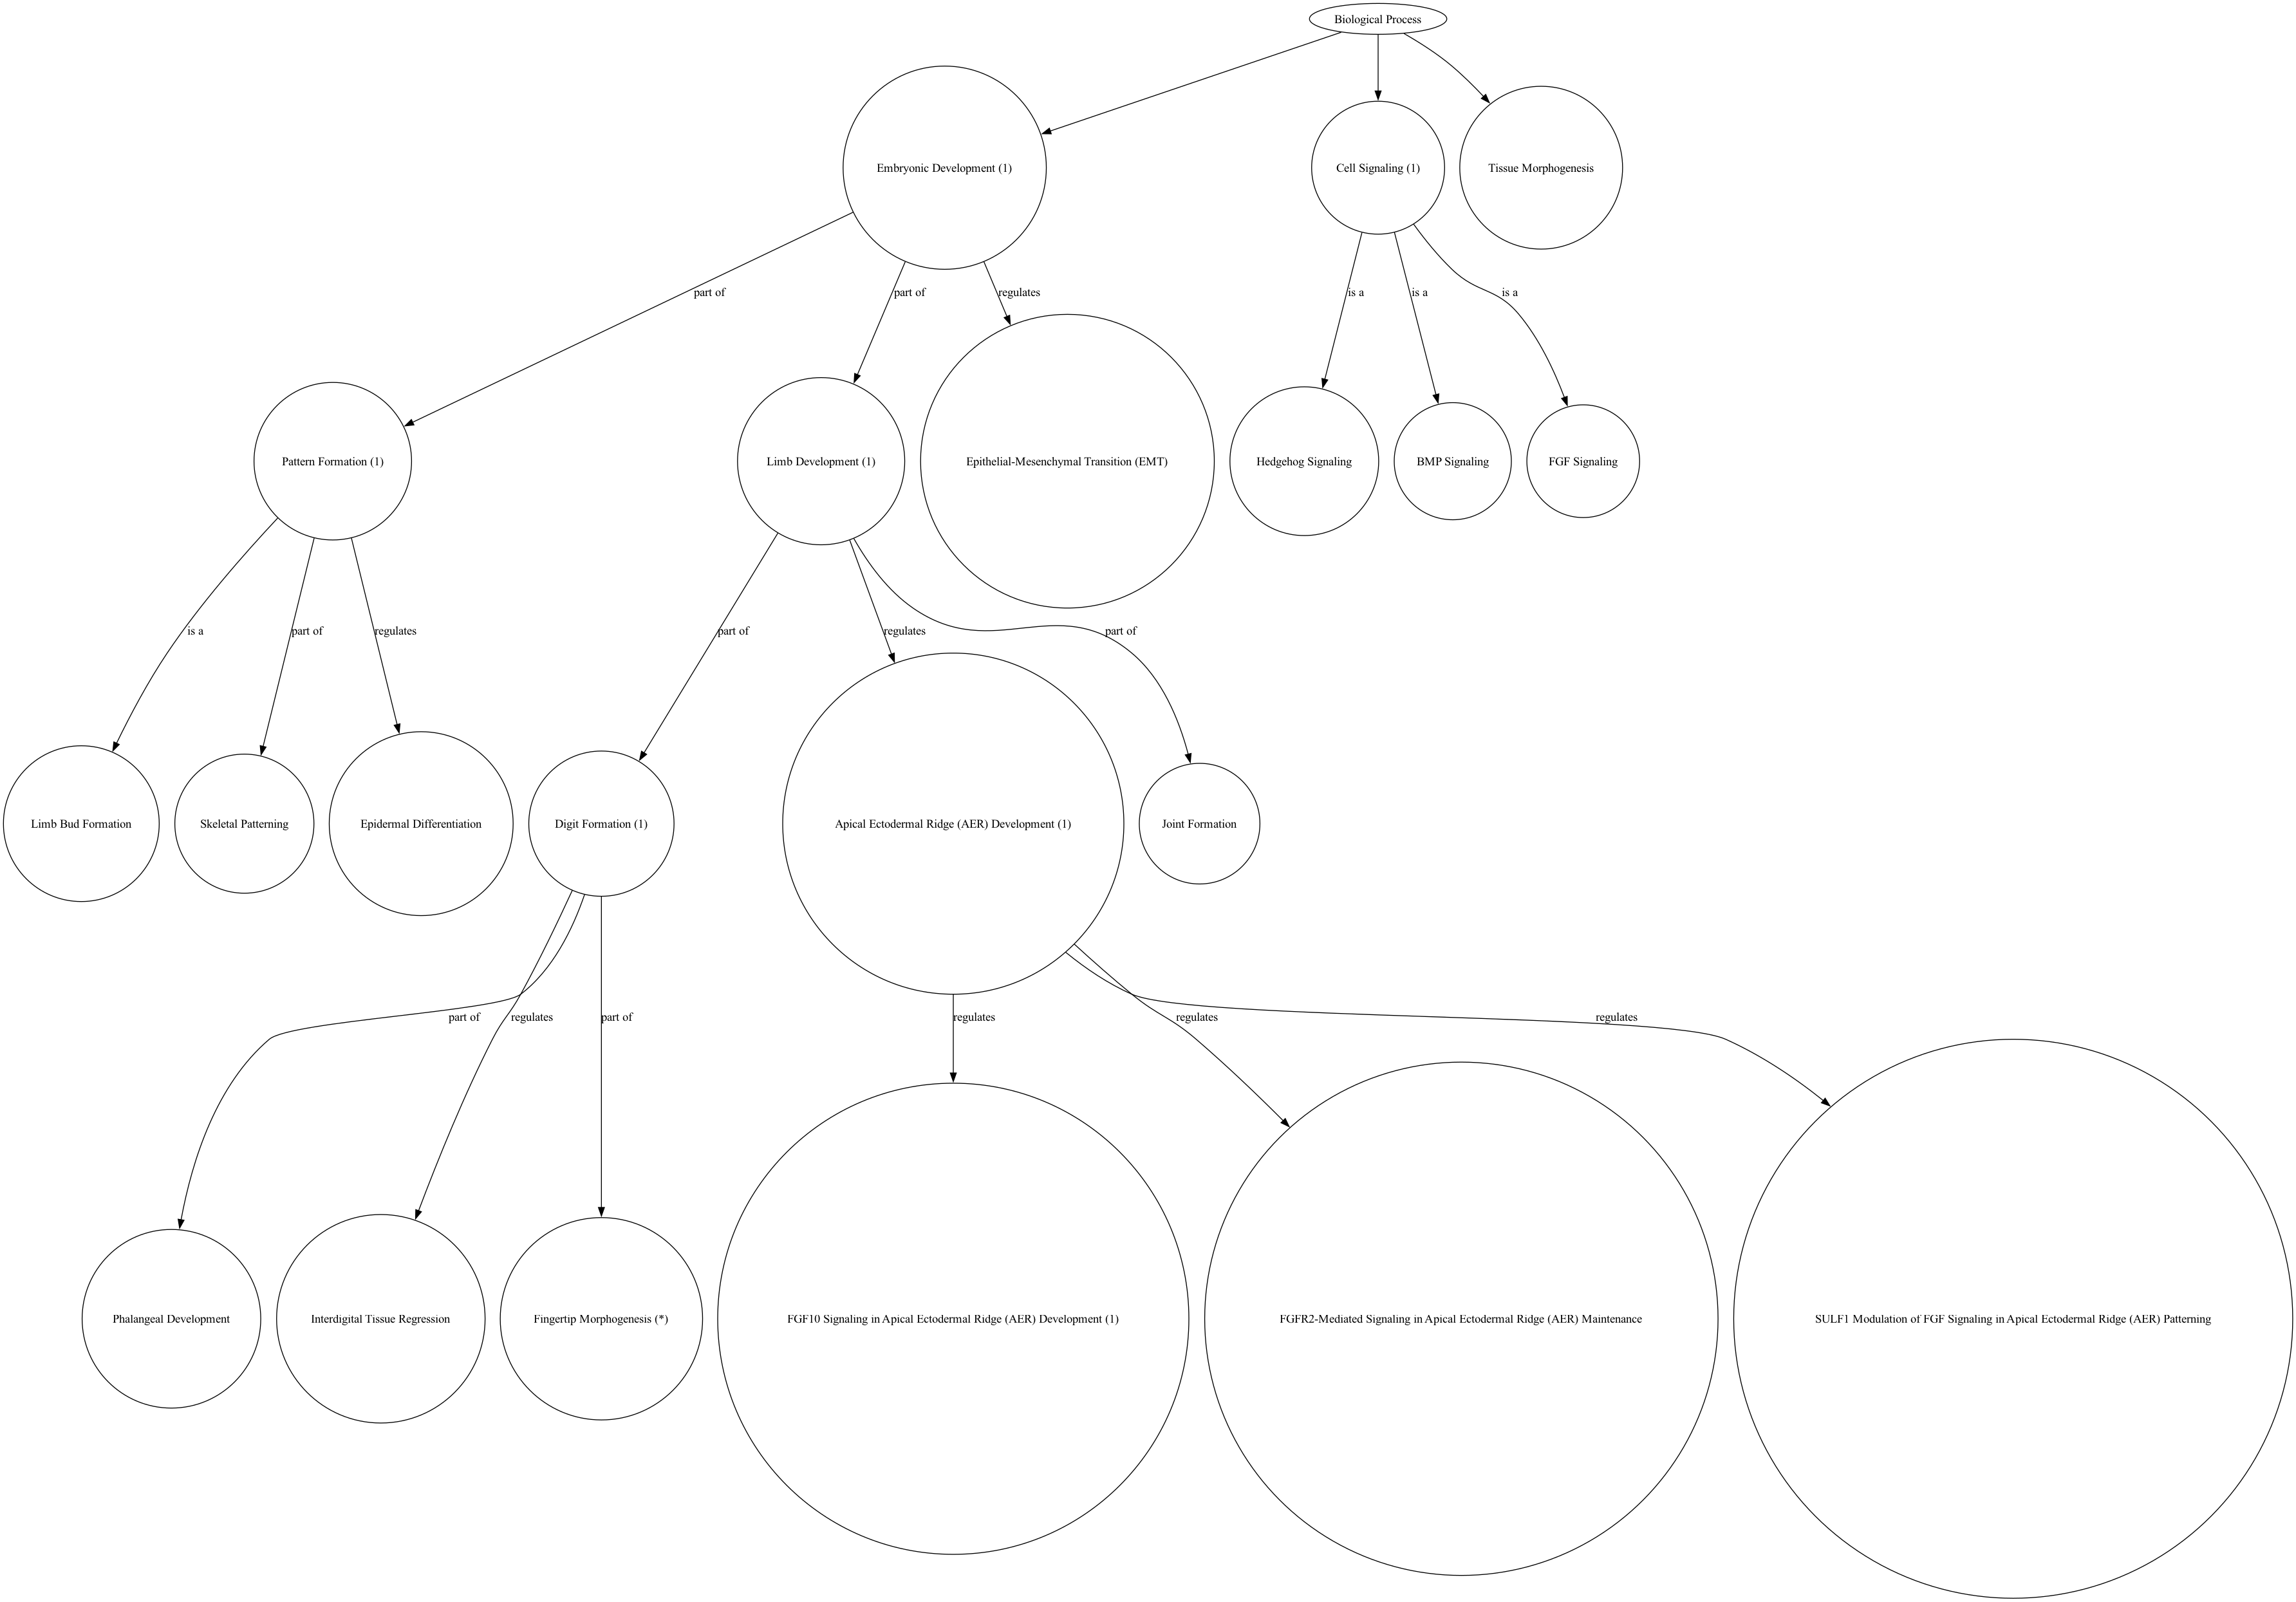 Biological Process
Embryonic Development (1)
Cell Signaling (1)
Tissue Morphogenesis
part of
part of
regulates
is a
is a
is a
Pattern Formation (1)
Limb Development (1)
Epithelial-Mesenchymal Transition (EMT)
Hedgehog Signaling
BMP Signaling
FGF Signaling
is a
part of
regulates
part of
regulates
part of
Limb Bud Formation
Skeletal Patterning
Epidermal Differentiation
Digit Formation (1)
Apical Ectodermal Ridge (AER) Development (1)
Joint Formation
part of
regulates
part of
regulates
regulates
regulates
Phalangeal Development
Interdigital Tissue Regression
Fingertip Morphogenesis (*)
FGF10 Signaling in Apical Ectodermal Ridge (AER) Development (1)
FGFR2-Mediated Signaling in Apical Ectodermal Ridge (AER) Maintenance
SULF1 Modulation of FGF Signaling in Apical Ectodermal Ridge (AER) Patterning